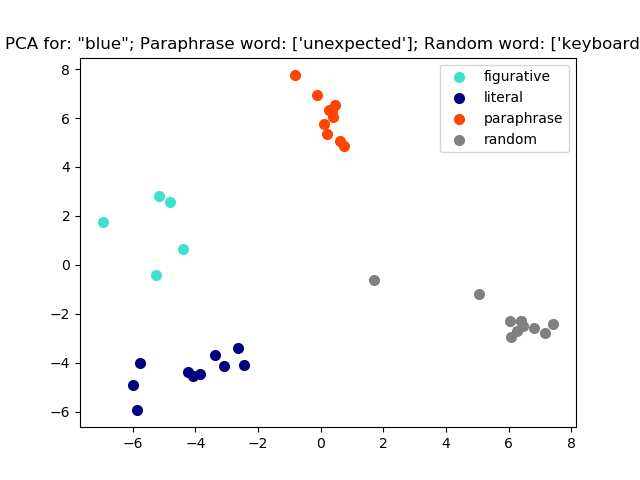 PCA for: "blue"; Paraphrase word: ['unexpected']; Random word: ['keyboard
figurative
literal
paraphrase
random
8
6
4
2
0
−2
−4
−6
−6 −4 −2 0 2 4 6 8